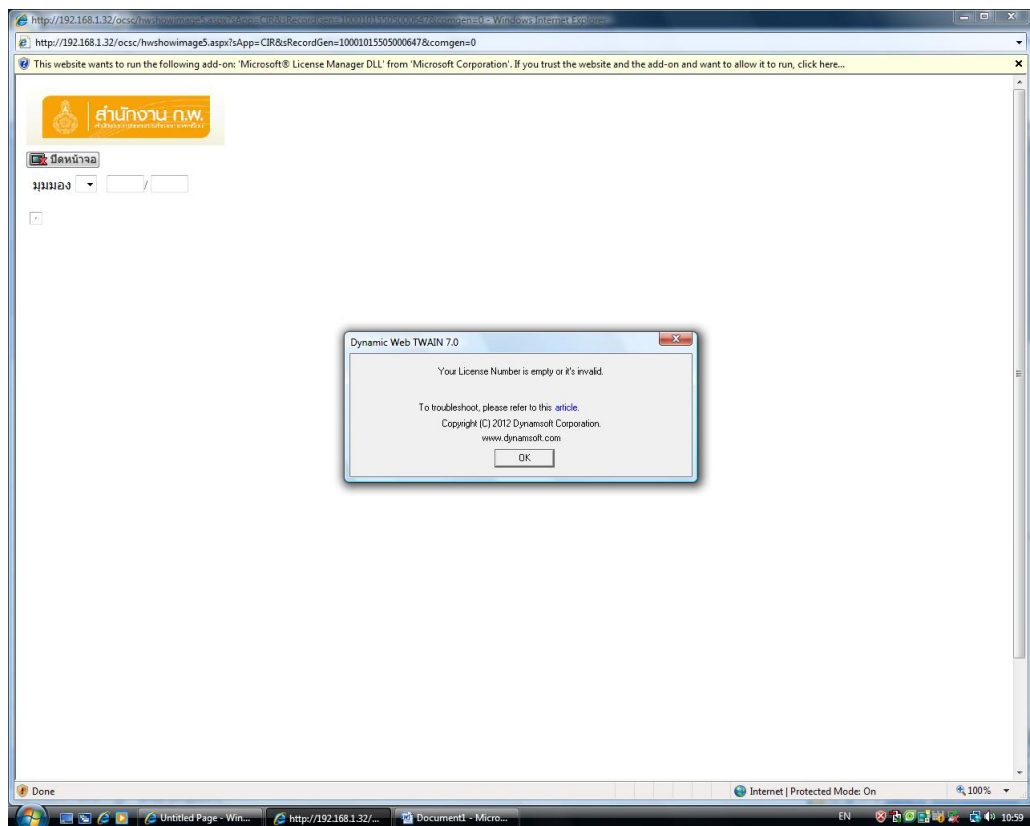 http://192.168.1.32/ocsc/hwshowimage5.aspx?sApp=CIR&sRecordGen=10001015505000647&comgen=0 - Windows Internet Explorer
http://192.168.1.32/ocsc/hwshowimage5.aspx?sApp=CIR&sRecordGen=10001015505000647&comgen=0
This website wants to run the following add-on: 'Microsoft® License Manager DLL' from 'Microsoft Corporation'. If you trust the website and the add-on and want to allow it to run, click here...
สำนักงาน ก.พ.
ปิดหน้าจอ
มุมมอง /
Dynamic Web TWAIN 7.0
Your License Number is empty or it's invalid.
To troubleshoot, please refer to this article.
Copyright (C) 2012 Dynamsoft Corporation.
www.dynamsoft.com
OK
Done
Internet | Protected Mode: On
100%
Untitled Page - Win...
http://192.168.1.32/...
Document1 - Micro...
EN
10:59